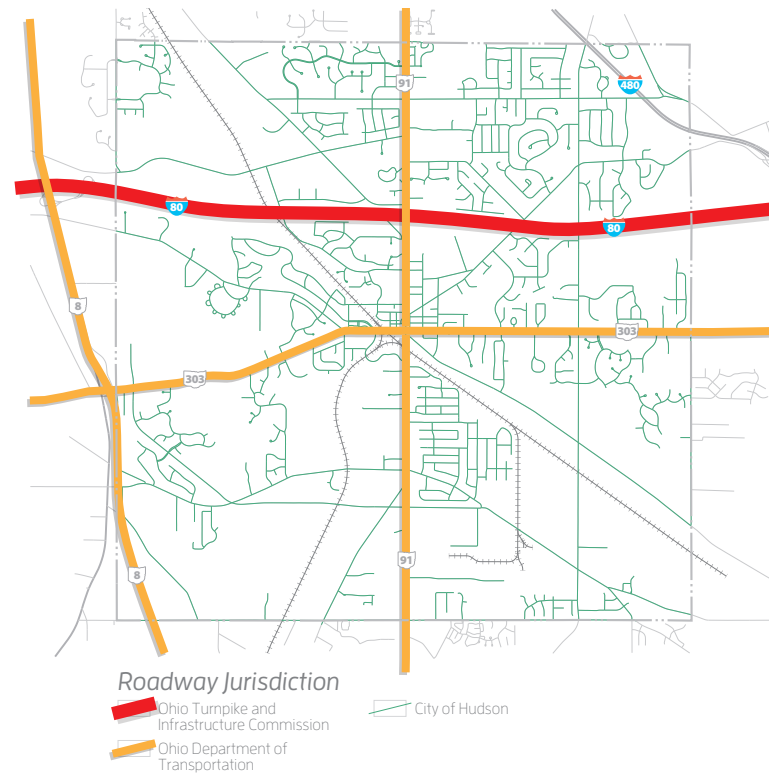 91
480
80
80
8
303
303
91
8
Roadway Jurisdiction
Ohio Turnpike and
Infrastructure Commission
City of Hudson
Ohio Department of
Transportation